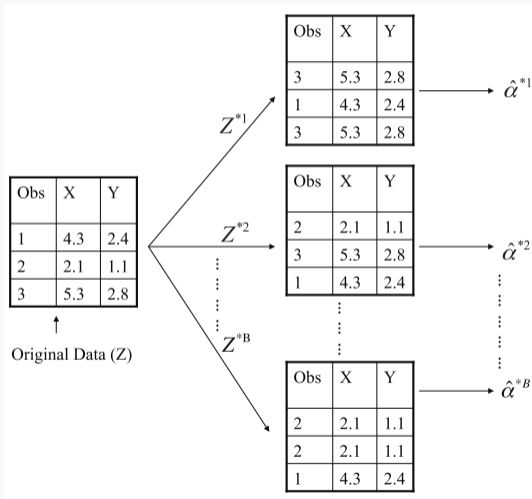 Obs X Y
3 5.3 2.8
1 4.3 2.4
3 5.3 2.8
α̂*1
Z*1
Obs X Y
1 4.3 2.4
2 2.1 1.1
3 5.3 2.8
Original Data (Z)
Z*2
Obs X Y
2 2.1 1.1
3 5.3 2.8
1 4.3 2.4
α̂*2
Z*B
Obs X Y
2 2.1 1.1
2 2.1 1.1
1 4.3 2.4
α̂*B